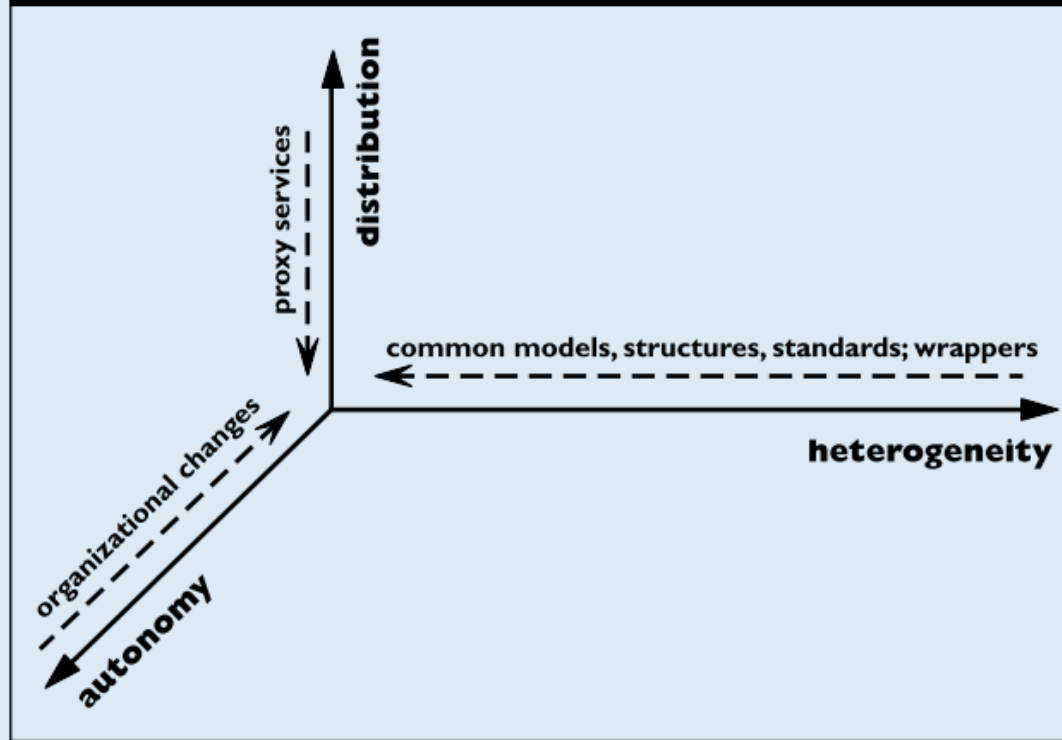 distribution
proxy services
common models, structures, standards; wrappers
heterogeneity
organizational changes
autonomy